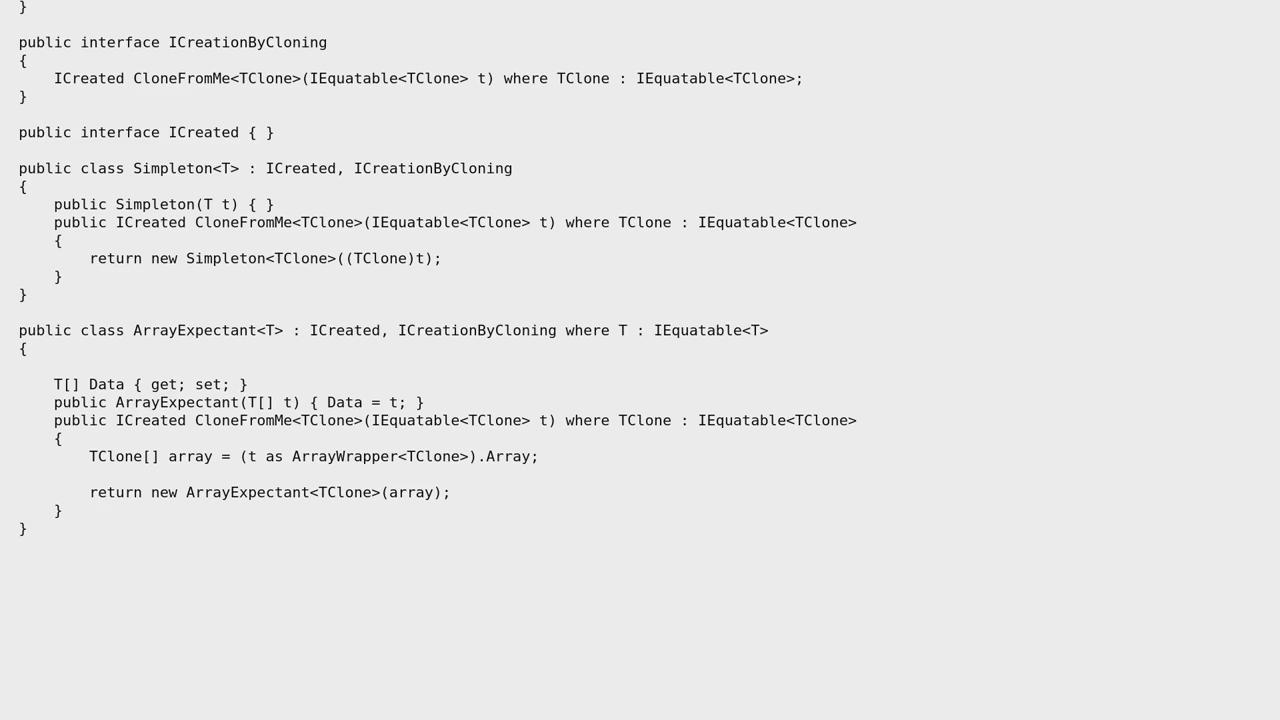 }
public interface ICreationByCloning
{
    ICreated CloneFromMe<TClone>(IEquatable<TClone> t) where TClone : IEquatable<TClone>;
}
public interface ICreated { }
public class Simpleton<T> : ICreated, ICreationByCloning
{
    public Simpleton(T t) { }
    public ICreated CloneFromMe<TClone>(IEquatable<TClone> t) where TClone : IEquatable<TClone>
    {
        return new Simpleton<TClone>((TClone)t);
    }
}
public class ArrayExpectant<T> : ICreated, ICreationByCloning where T : IEquatable<T>
{
    T[] Data { get; set; }
    public ArrayExpectant(T[] t) { Data = t; }
    public ICreated CloneFromMe<TClone>(IEquatable<TClone> t) where TClone : IEquatable<TClone>
    {
        TClone[] array = (t as ArrayWrapper<TClone>).Array;
        return new ArrayExpectant<TClone>(array);
    }
}